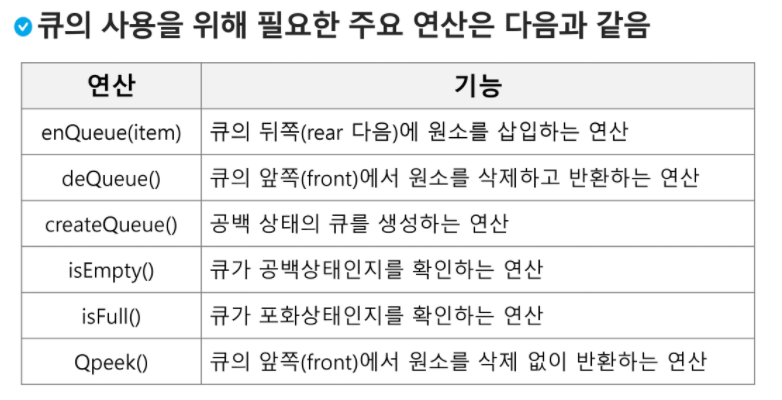 큐의 사용을 위해 필요한 주요 연산은 다음과 같음
연산 기능
enQueue(item) 큐의 뒤쪽(rear 다음)에 원소를 삽입하는 연산
deQueue() 큐의 앞쪽(front)에서 원소를 삭제하고 반환하는 연산
createQueue() 공백 상태의 큐를 생성하는 연산
isEmpty() 큐가 공백상태인지를 확인하는 연산
isFull() 큐가 포화상태인지를 확인하는 연산
Qpeek() 큐의 앞쪽(front)에서 원소를 삭제 없이 반환하는 연산